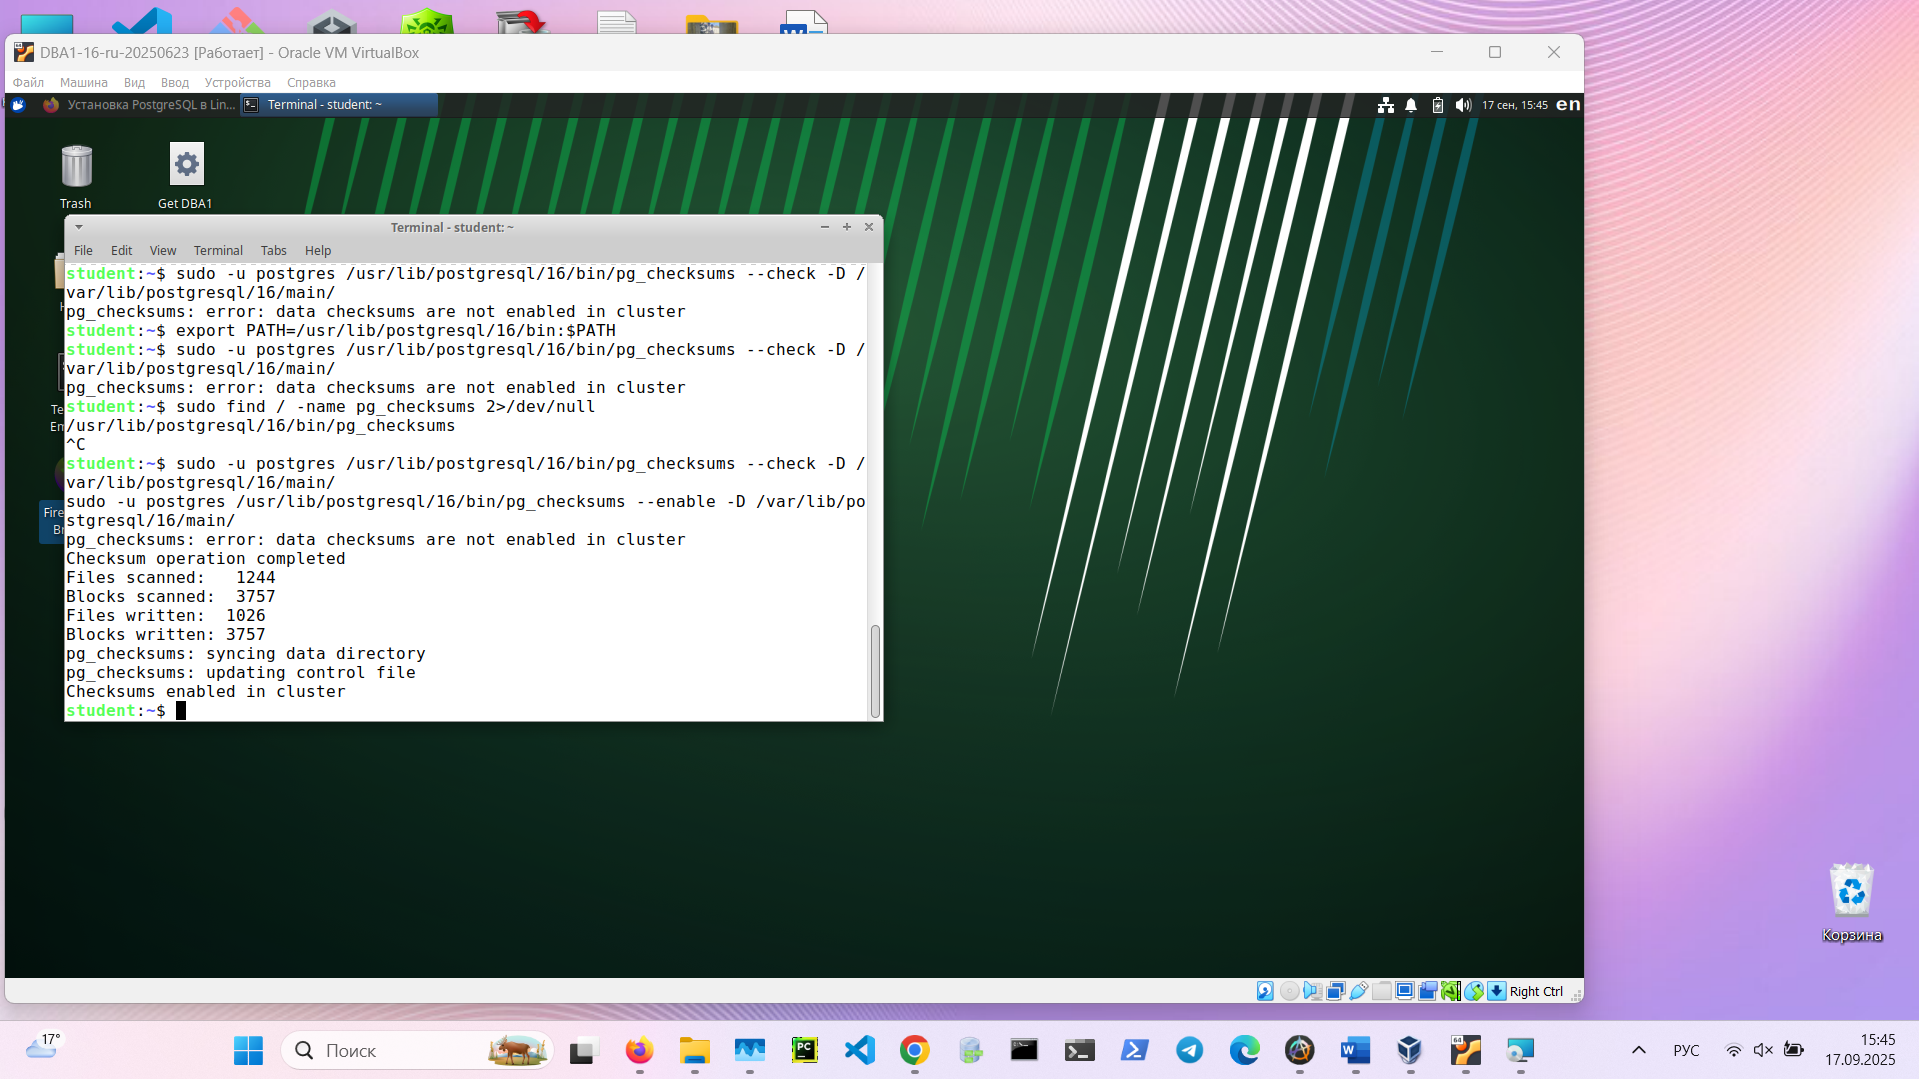 DBA1-16-ru-20250623 [Работает] - Oracle VM VirtualBox
Файл Машина Вид Ввод Устройства Справка
Установка PostgreSQL в Lin... Terminal - student: ~ 17 сен, 15:45 en
Trash Get DBA1
Terminal - student: ~
File Edit View Terminal Tabs Help
student:~$ sudo -u postgres /usr/lib/postgresql/16/bin/pg_checksums --check -D /
var/lib/postgresql/16/main/
pg_checksums: error: data checksums are not enabled in cluster
student:~$ export PATH=/usr/lib/postgresql/16/bin:$PATH
student:~$ sudo -u postgres /usr/lib/postgresql/16/bin/pg_checksums --check -D /
var/lib/postgresql/16/main/
pg_checksums: error: data checksums are not enabled in cluster
student:~$ sudo find / -name pg_checksums 2>/dev/null
/usr/lib/postgresql/16/bin/pg_checksums
^C
student:~$ sudo -u postgres /usr/lib/postgresql/16/bin/pg_checksums --check -D /
var/lib/postgresql/16/main/
sudo -u postgres /usr/lib/postgresql/16/bin/pg_checksums --enable -D /var/lib/po
stgresql/16/main/
pg_checksums: error: data checksums are not enabled in cluster
Checksum operation completed
Files scanned:   1244
Blocks scanned:  3757
Files written:  1026
Blocks written: 3757
pg_checksums: syncing data directory
pg_checksums: updating control file
Checksums enabled in cluster
student:~$
Te
Em
Fire
Br
Корзина
Right Ctrl
17°
Поиск
РУС
15:45
17.09.2025